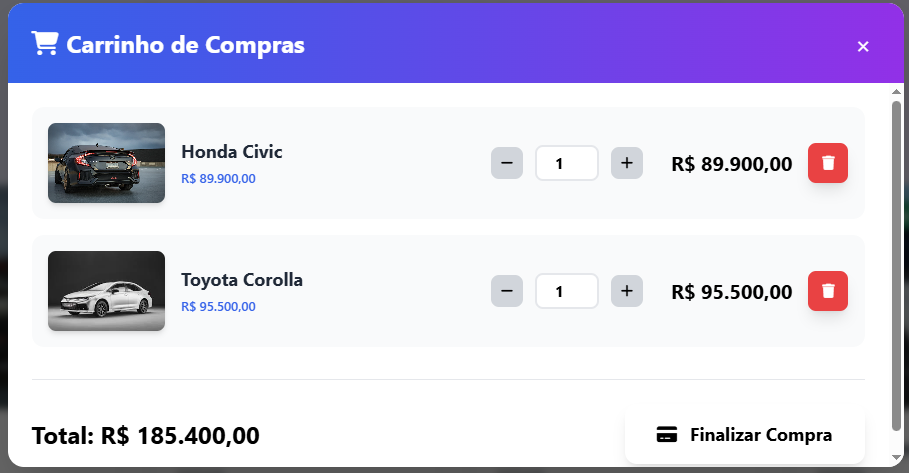 Carrinho de Compras ×
Honda Civic
R$ 89.900,00
− 1 + R$ 89.900,00
Toyota Corolla
R$ 95.500,00
− 1 + R$ 95.500,00
Total: R$ 185.400,00 Finalizar Compra